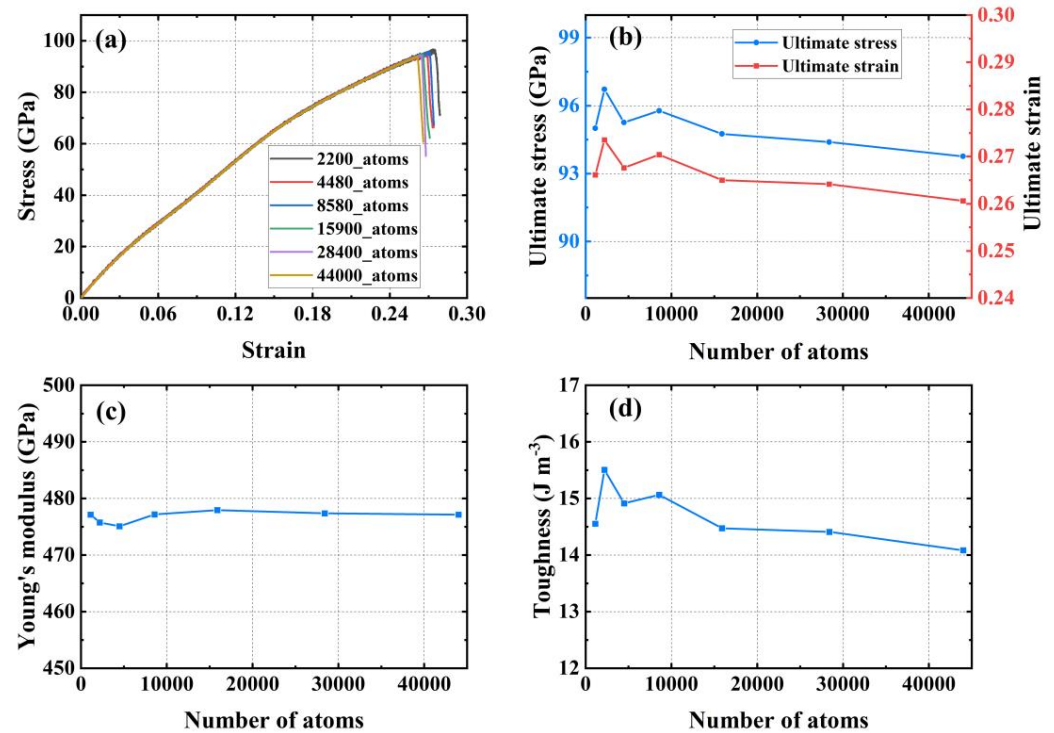 (a)
Stress (GPa)
100
80
60
40
20
0
2200_atoms
4480_atoms
8580_atoms
15900_atoms
28400_atoms
44000_atoms
0.00 0.06 0.12 0.18 0.24 0.30
Strain
(b)
Ultimate stress (GPa)
99
96
93
90
Ultimate stress
Ultimate strain
0.30
0.29
0.28
0.27
0.26
0.25
0.24
Ultimate strain
0 10000 20000 30000 40000
Number of atoms
(c)
Young's modulus (GPa)
500
490
480
470
460
450
0 10000 20000 30000 40000
Number of atoms
(d)
Toughness (J m⁻³)
17
16
15
14
13
12
0 10000 20000 30000 40000
Number of atoms